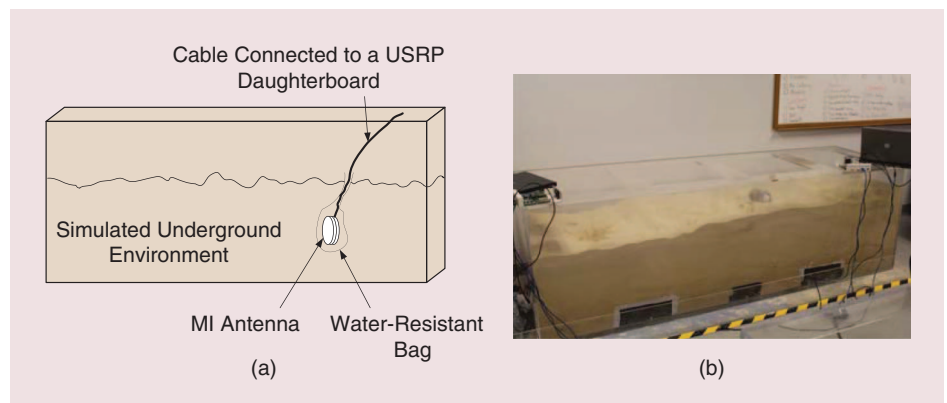 Cable Connected to a USRP
Daughterboard
Simulated Underground
Environment
MI Antenna
Water-Resistant
Bag
(a)
(b)